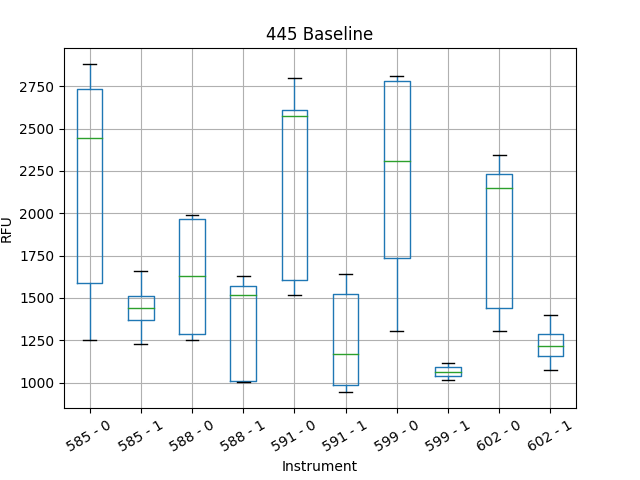 445 Baseline
RFU
2750
2500
2250
2000
1750
1500
1250
1000
585 - 0
585 - 1
588 - 0
588 - 1
591 - 0
591 - 1
599 - 0
599 - 1
602 - 0
602 - 1
Instrument